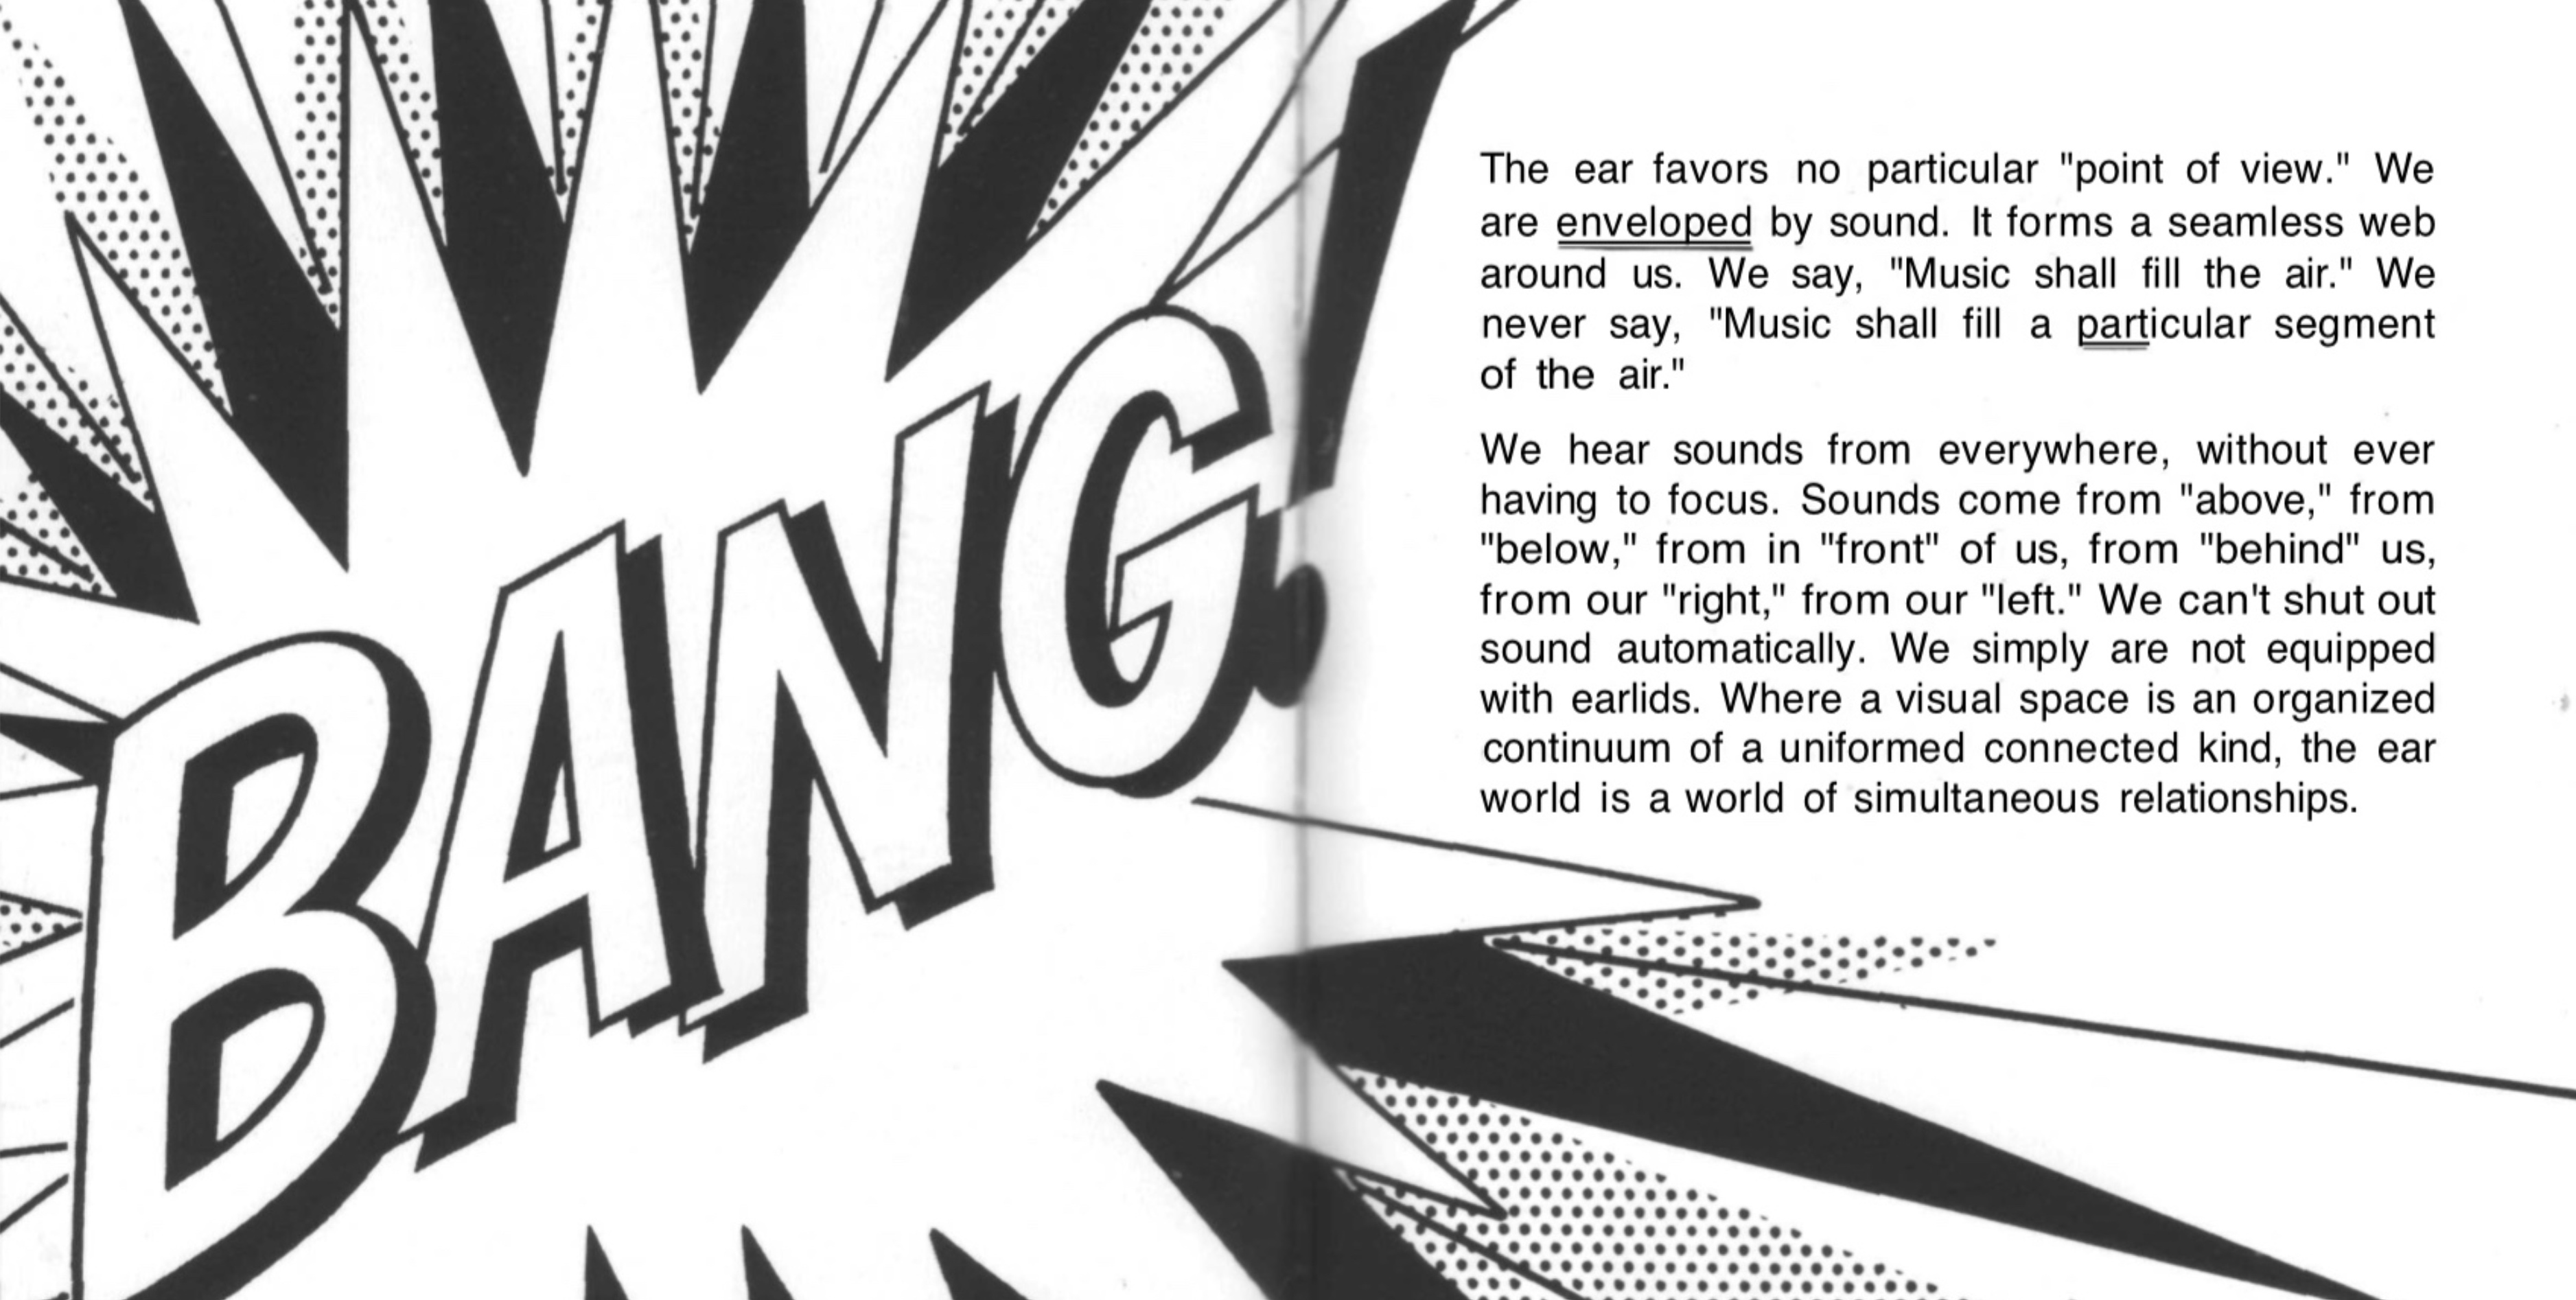 BANG!
The ear favors no particular "point of view." We
are enveloped by sound. It forms a seamless web
around us. We say, "Music shall fill the air." We
never say, "Music shall fill a particular segment
of the air."
We hear sounds from everywhere, without ever
having to focus. Sounds come from "above," from
"below," from in "front" of us, from "behind" us,
from our "right," from our "left." We can't shut out
sound automatically. We simply are not equipped
with earlids. Where a visual space is an organized
continuum of a uniformed connected kind, the ear
world is a world of simultaneous relationships.